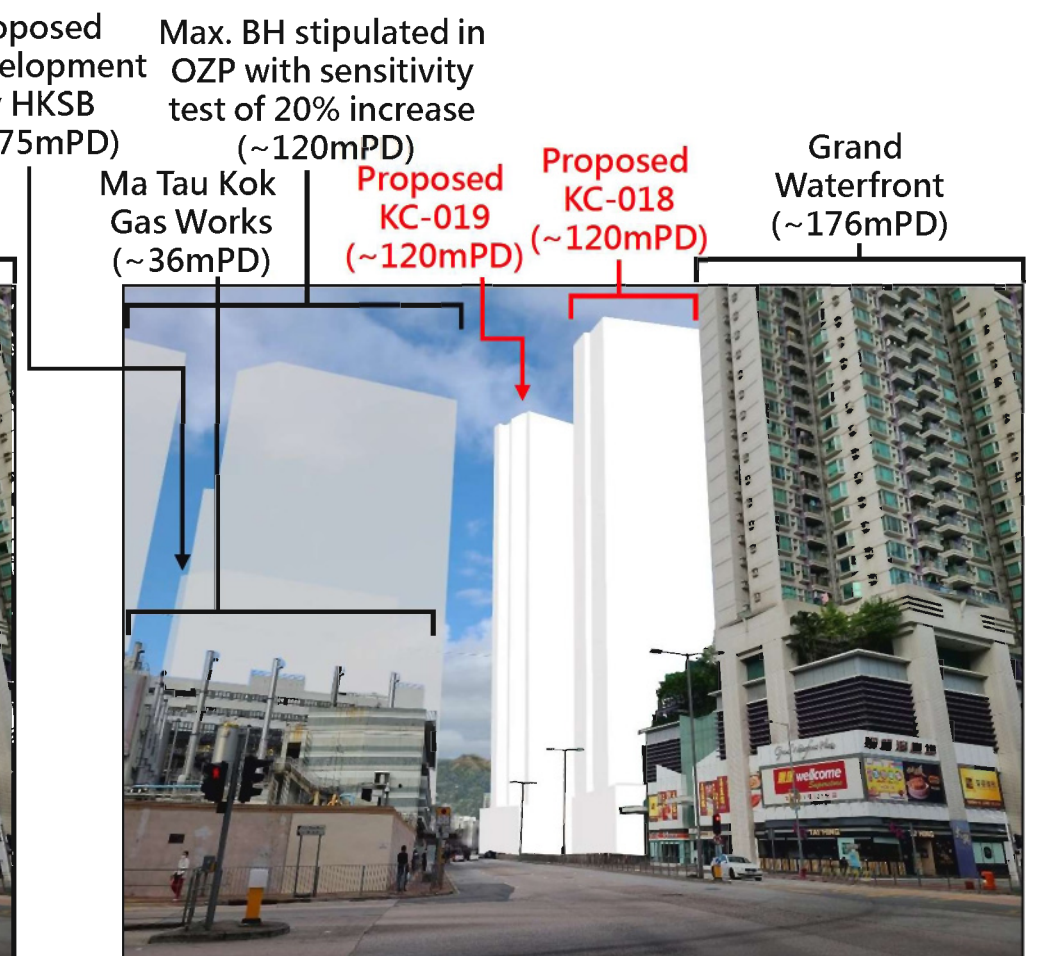 oposed
elopment
HKSB
75mPD)
Max. BH stipulated in
OZP with sensitivity
test of 20% increase
(~120mPD)
Ma Tau Kok
Gas Works
(~36mPD)
Proposed
KC-019
(~120mPD)
Proposed
KC-018
(~120mPD)
Grand
Waterfront
(~176mPD)
wellcome